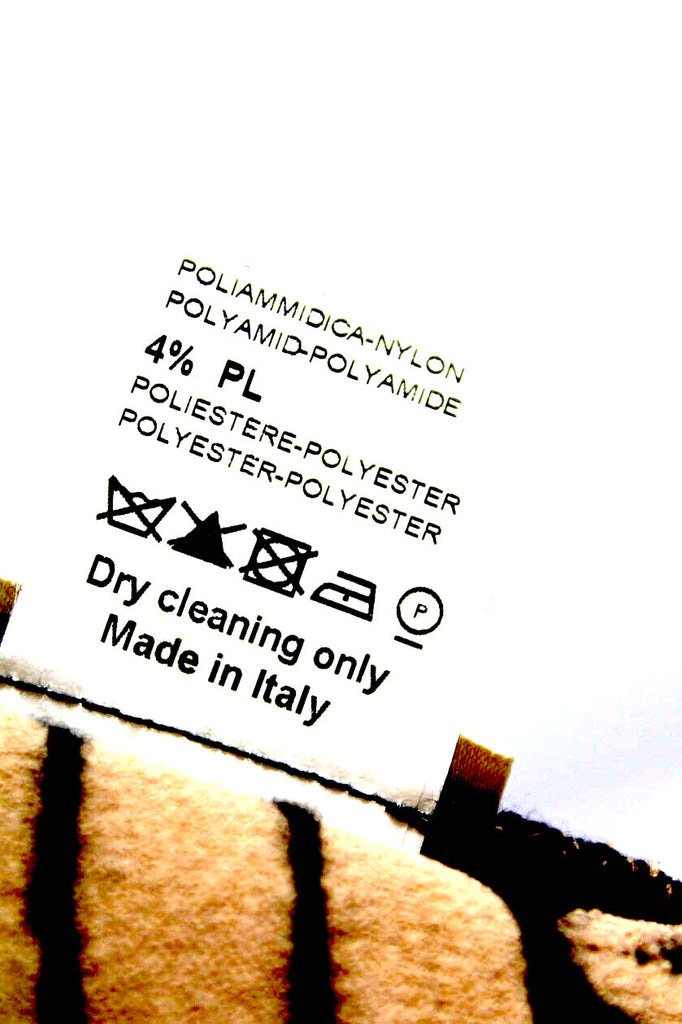 POLIAMMIDICA-NYLON
POLYAMID-POLYAMIDE
4% PL
POLIESTERE-POLYESTER
POLYESTER-POLYESTER
P
Dry cleaning only
Made in Italy